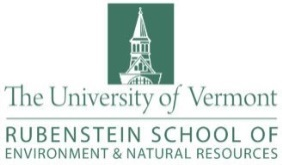 The University of Vermont
RUBENSTEIN SCHOOL OF
ENVIRONMENT & NATURAL RESOURCES